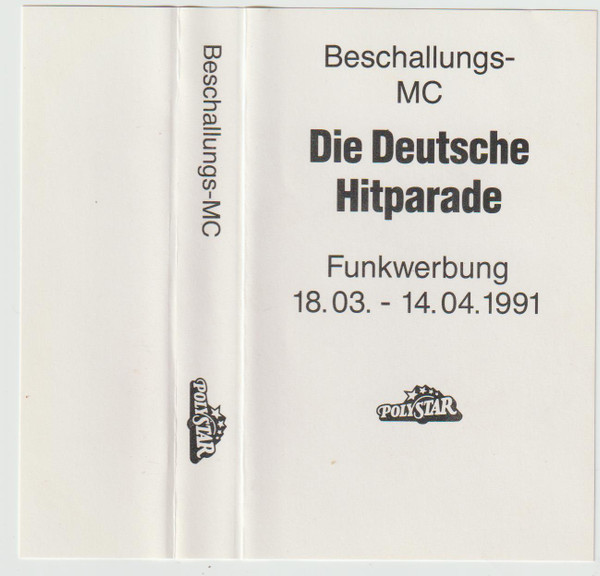 Beschallungs-MC
POLYSTAR
Beschallungs-
MC
Die Deutsche
Hitparade
Funkwerbung
18.03. - 14.04.1991
POLYSTAR